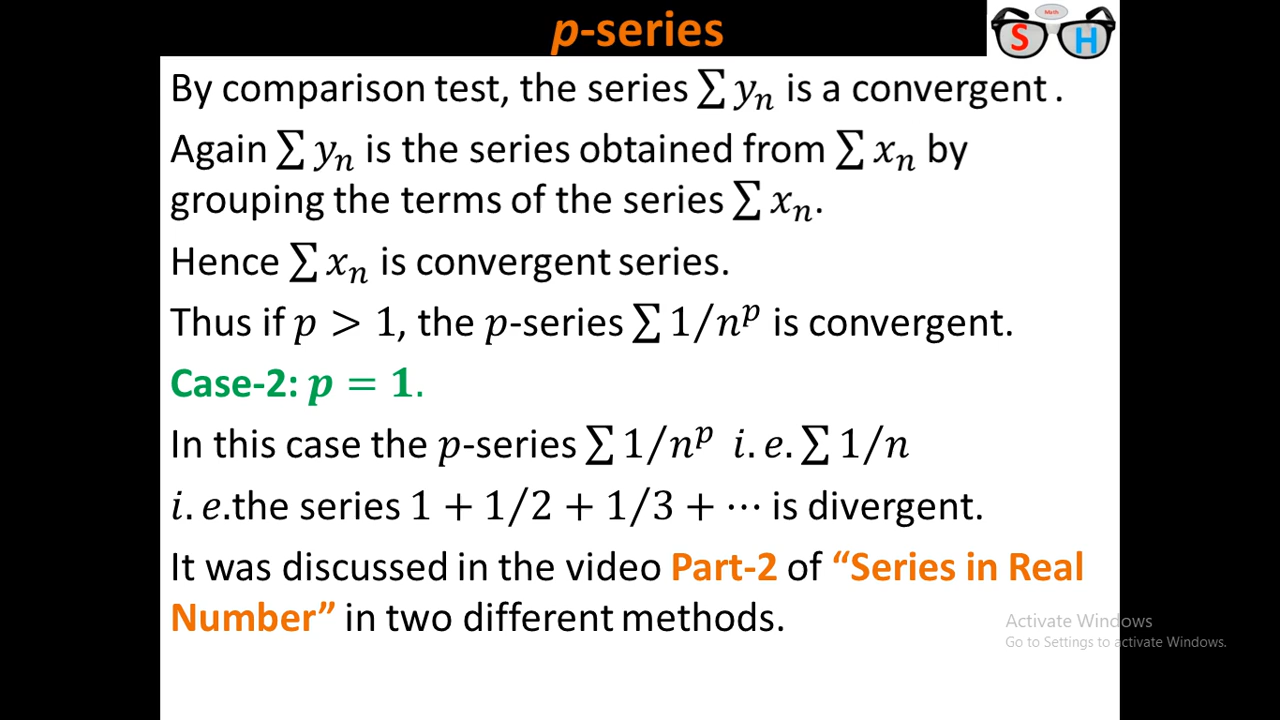 p-series
Math
S H
By comparison test, the series ∑ yₙ is a convergent .
Again ∑ yₙ is the series obtained from ∑ xₙ by
grouping the terms of the series ∑ xₙ.
Hence ∑ xₙ is convergent series.
Thus if p > 1, the p-series ∑ 1/nᵖ is convergent.
Case-2: p = 1.
In this case the p-series ∑ 1/nᵖ i. e. ∑ 1/n
i. e.the series 1 + 1/2 + 1/3 + ⋯ is divergent.
It was discussed in the video Part-2 of “Series in Real
Number” in two different methods.
Activate Windows
Go to Settings to activate Windows.